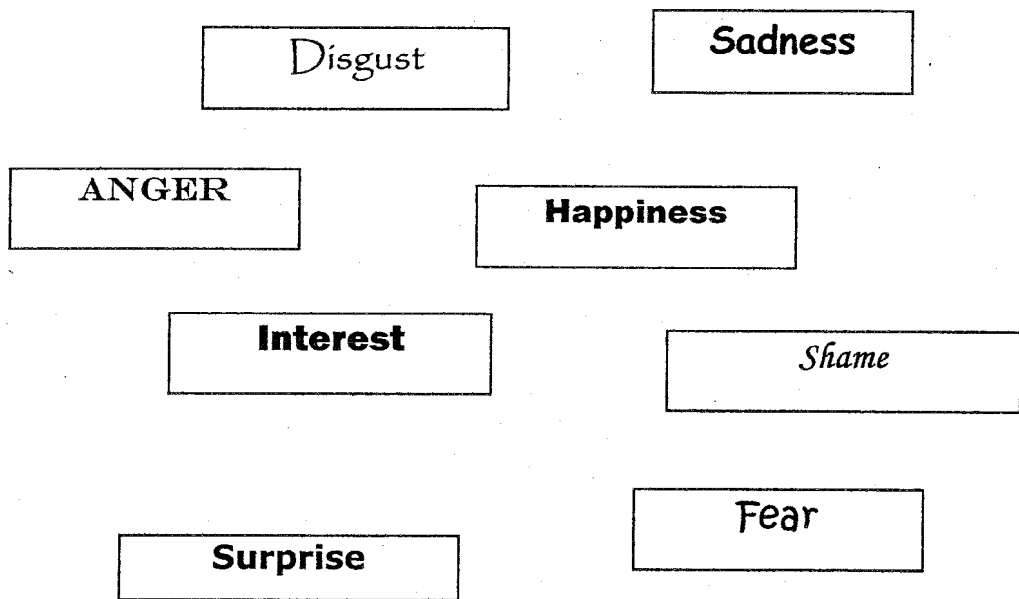 Disgust
Sadness
ANGER
Happiness
Interest
Shame
Fear
Surprise